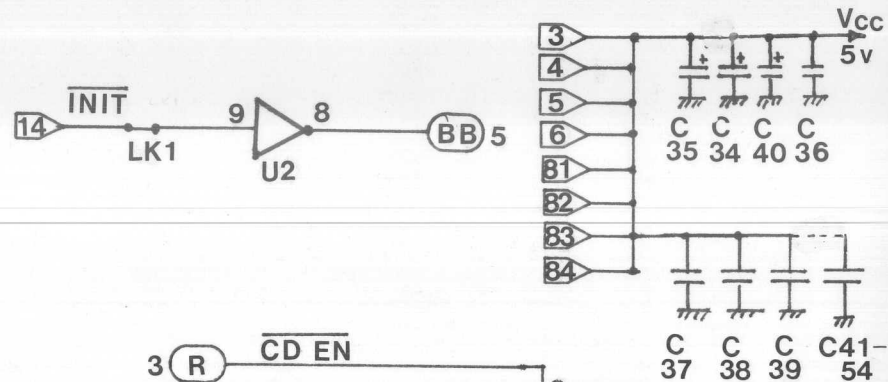 3
4
5
6
81
82
83
84
Vcc
5v
C 35
C 34
C 40
C 36
+ + +
14
INIT
LK1
9
8
U2
BB 5
C 37
C 38
C 39
C41-54
3 R
CD EN